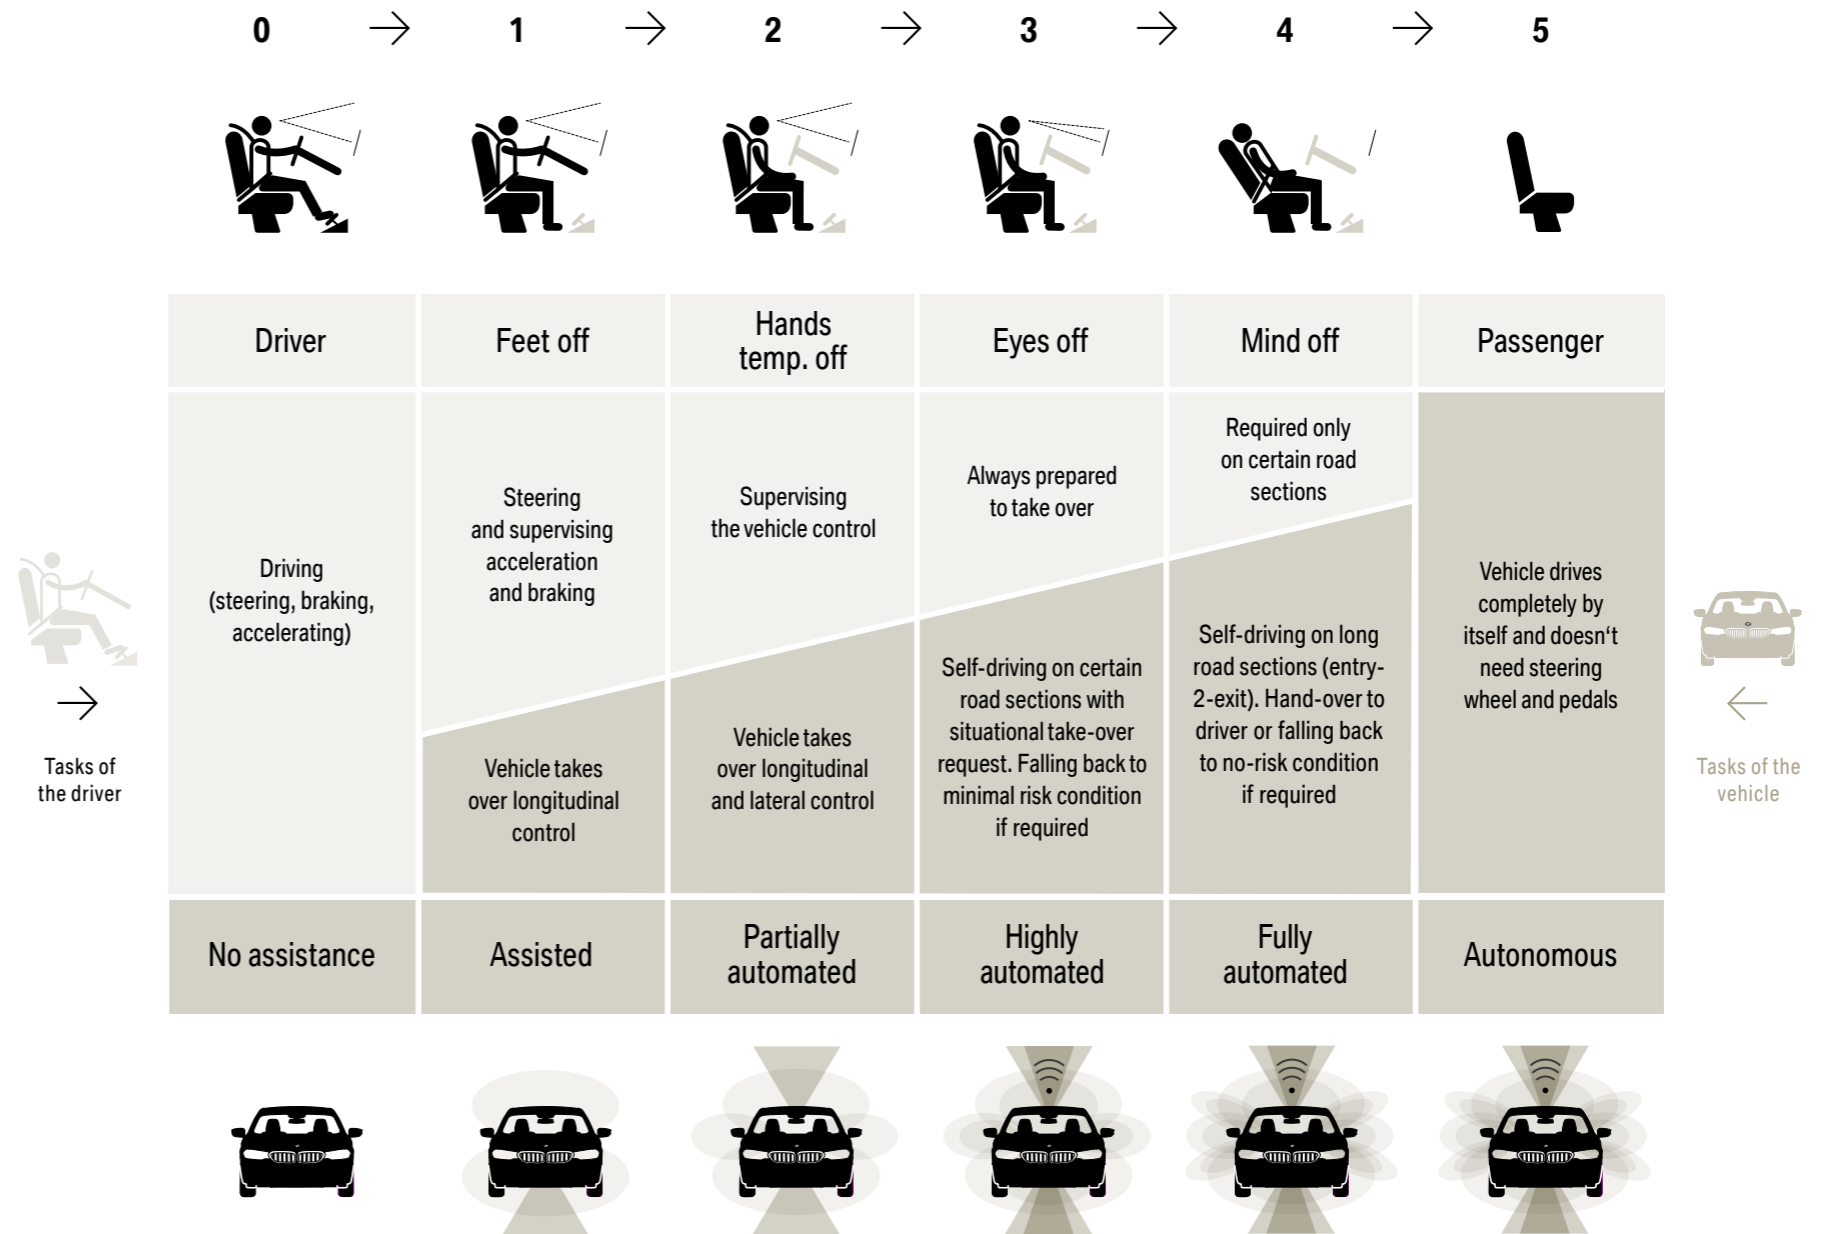 0 → 1 → 2 → 3 → 4 → 5
Driver
Feet off
Hands
temp. off
Eyes off
Mind off
Passenger
Driving
(steering, braking,
accelerating)
Steering
and supervising
acceleration
and braking
Supervising
the vehicle control
Always prepared
to take over
Required only
on certain road
sections
Vehicle takes
over longitudinal
control
Vehicle takes
over longitudinal
and lateral control
Self-driving on certain
road sections with
situational take-over
request. Falling back to
minimal risk condition
if required
Self-driving on long
road sections (entry-
2-exit). Hand-over to
driver or falling back
to no-risk condition
if required
Vehicle drives
completely by
itself and doesn‘t
need steering
wheel and pedals
Tasks of
the driver
Tasks of the
vehicle
No assistance
Assisted
Partially
automated
Highly
automated
Fully
automated
Autonomous